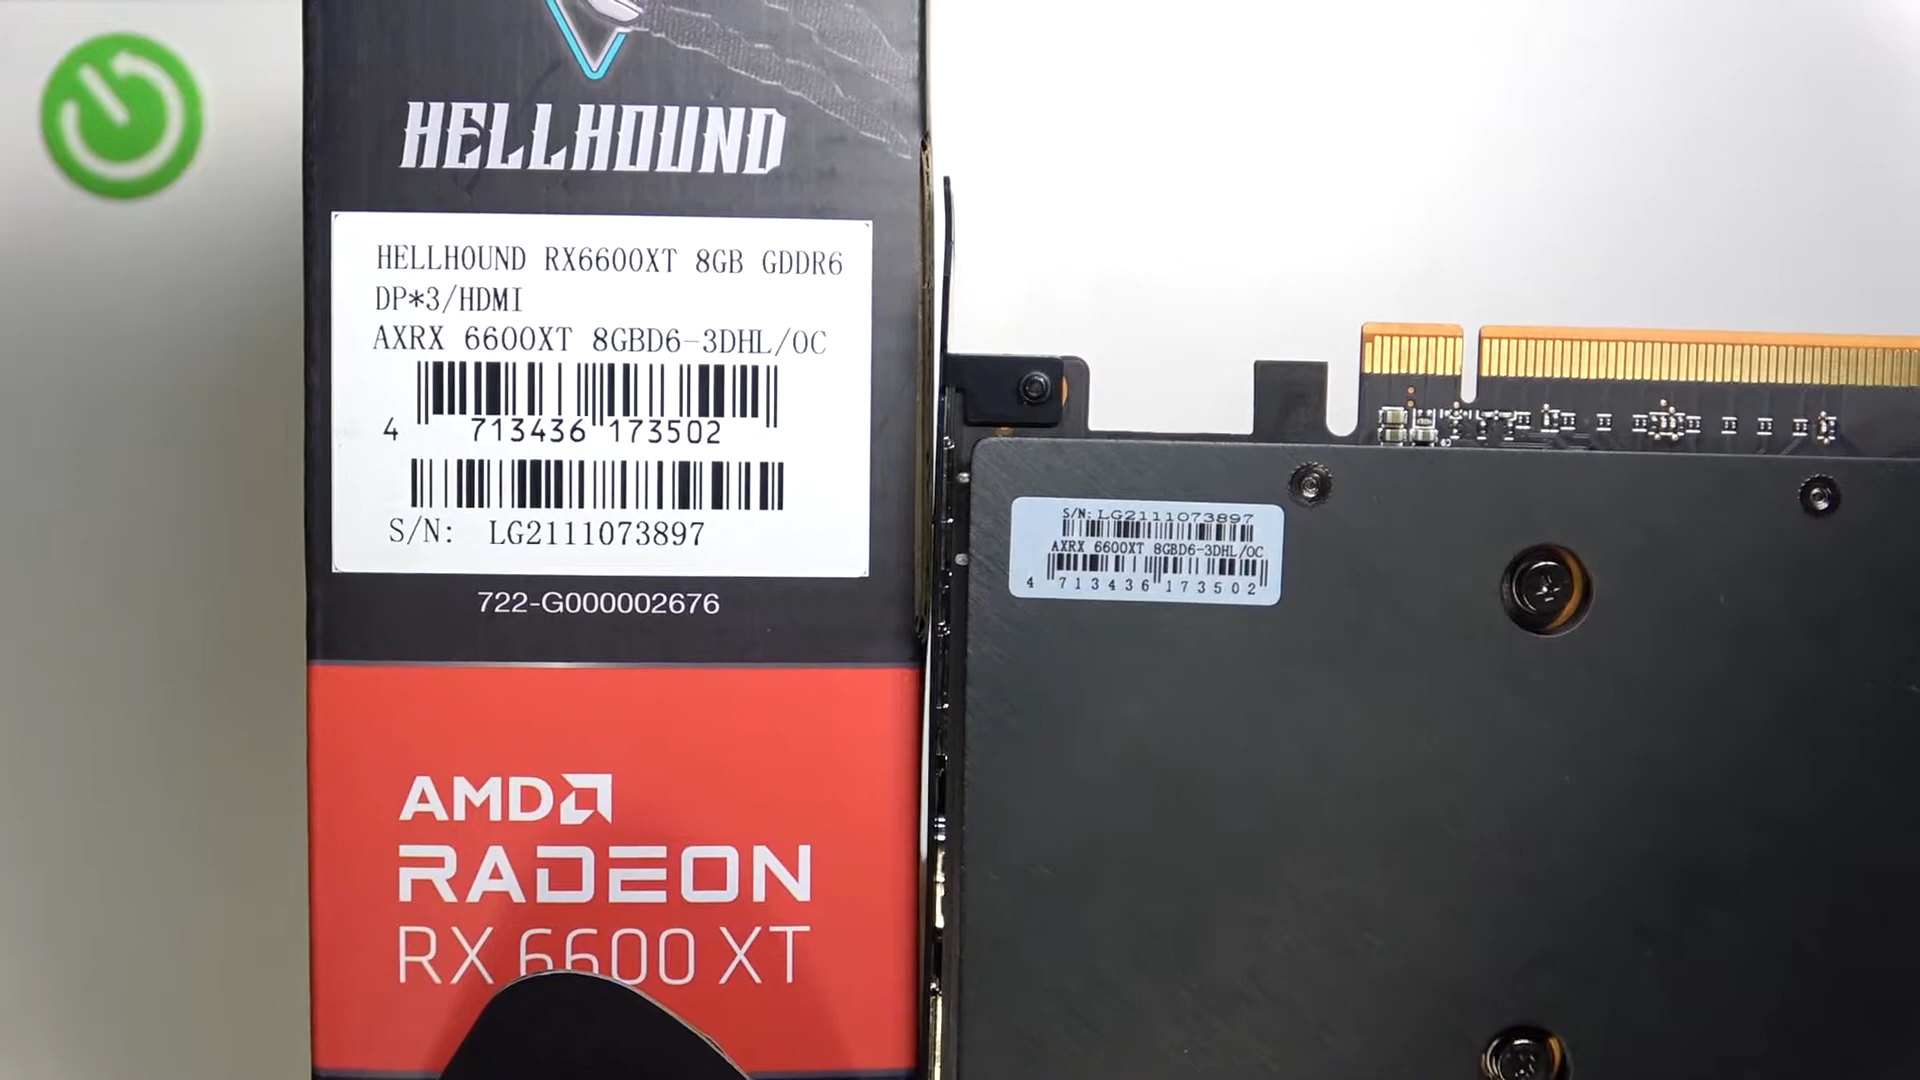 HELLHOUND
HELLHOUND RX6600XT 8GB GDDR6
DP*3/HDMI
AXRX 6600XT 8GBD6-3DHL/OC
4 713436 173502
S/N: LG2111073897
722-G000002676
AMD
RADEON
RX 6600 XT
S/N: LG2111073897
AXRX 6600XT 8GBD6-3DHL/OC
4 713436 173502